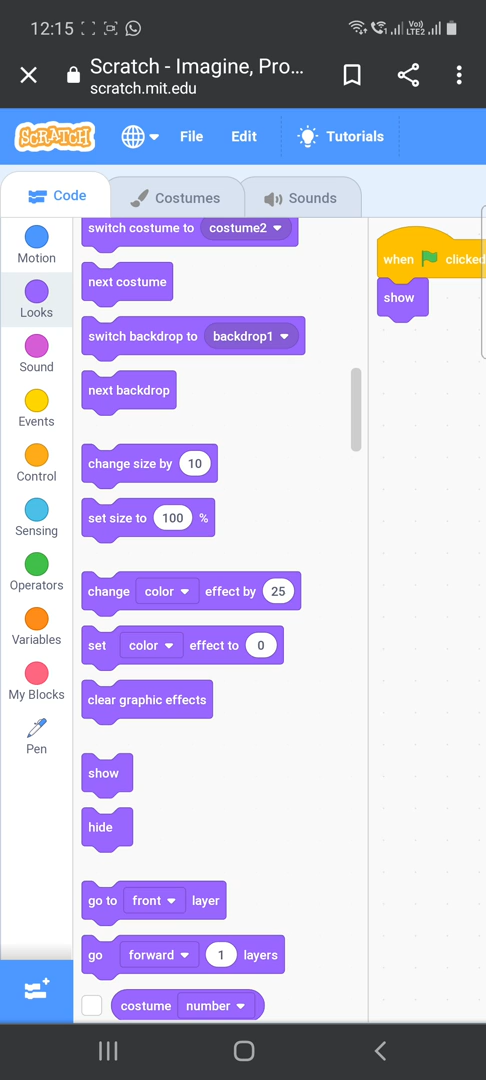 12:15
Vo))
LTE2
Scratch - Imagine, Pro...
scratch.mit.edu
SCRATCH
File
Edit
Tutorials
Code
Costumes
Sounds
Motion
Looks
Sound
Events
Control
Sensing
Operators
Variables
My Blocks
Pen
switch costume to costume2
next costume
switch backdrop to backdrop1
next backdrop
change size by 10
set size to 100 %
change color effect by 25
set color effect to 0
clear graphic effects
show
hide
go to front layer
go forward 1 layers
costume number
when clicked
show